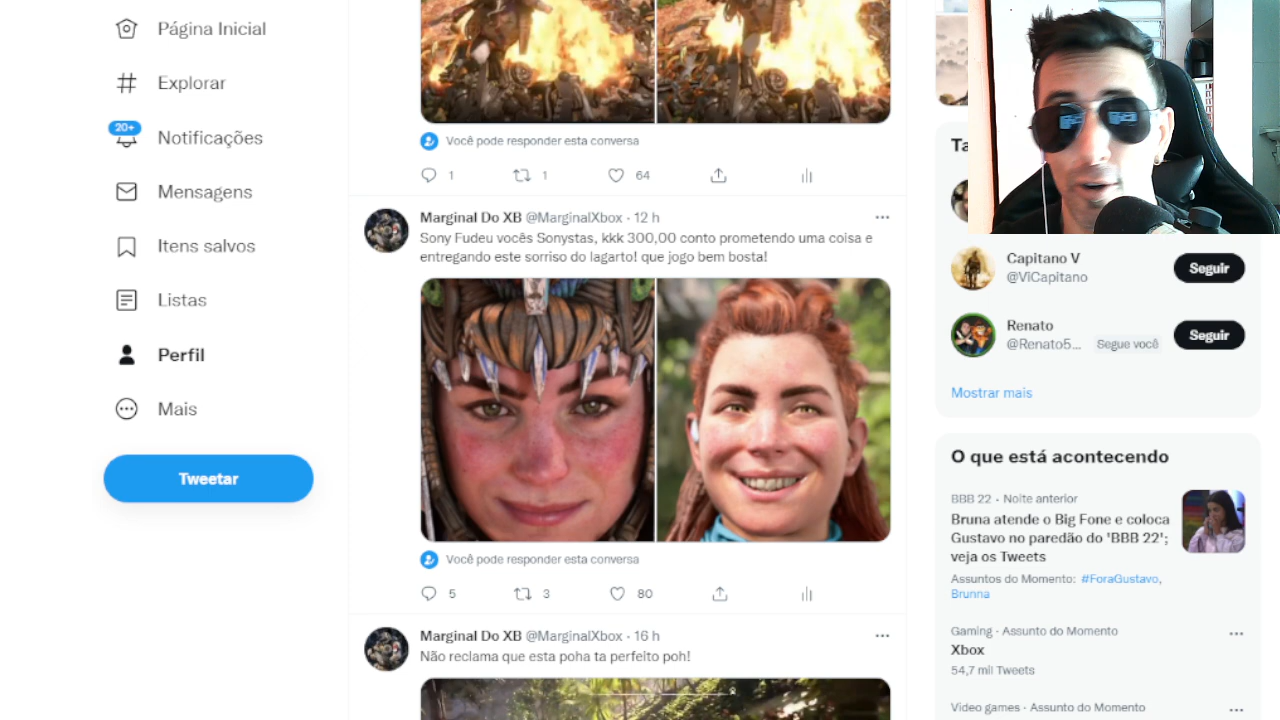 Página Inicial
Explorar
20+
Notificações
Mensagens
Itens salvos
Listas
Perfil
Mais
Tweetar
Você pode responder esta conversa
1 1 64
Marginal Do XB @MarginalXbox · 12 h
Sony Fudeu vocês Sonystas, kkk 300,00 conto prometendo uma coisa e
entregando este sorriso do lagarto! que jogo bem bosta!
Você pode responder esta conversa
5 3 80
Marginal Do XB @MarginalXbox · 16 h
Não reclama que esta poha ta perfeito poh!
Capitano V
@VlCapitano
Seguir
Renato
@Renato5... Segue você
Seguir
Mostrar mais
O que está acontecendo
BBB 22 · Noite anterior
Bruna atende o Big Fone e coloca
Gustavo no paredão do 'BBB 22';
veja os Tweets
Assuntos do Momento: #ForaGustavo,
Brunna
Gaming · Assunto do Momento
Xbox
54,7 mil Tweets
Video games · Assunto do Momento